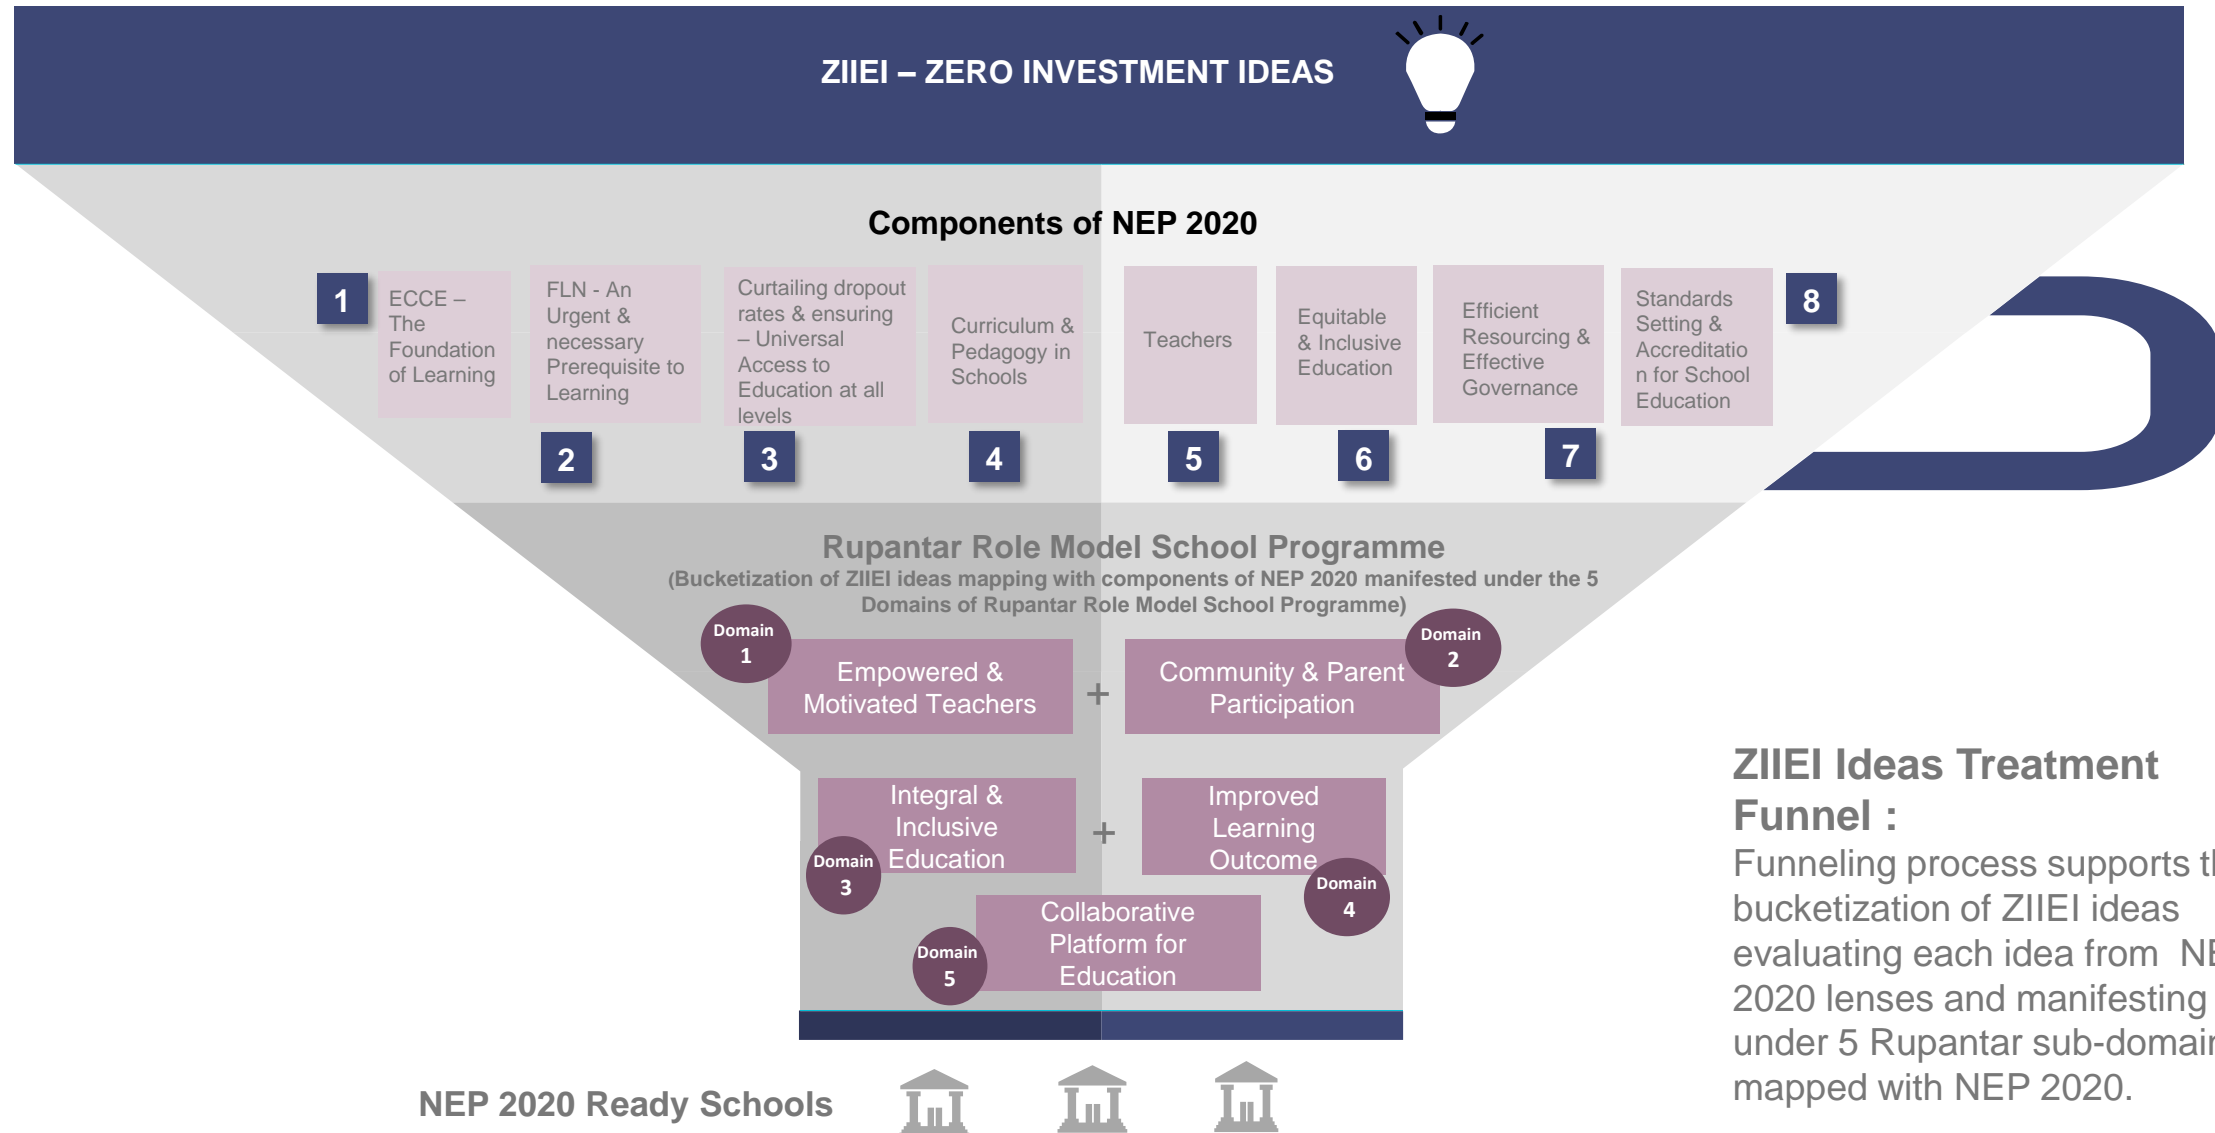 ZIIEI – ZERO INVESTMENT IDEAS
Components of NEP 2020
1
ECCE –
The
Foundation
of Learning
FLN - An
Urgent &
necessary
Prerequisite to
Learning
2
Curtailing dropout
rates & ensuring
– Universal
Access to
Education at all
levels
3
Curriculum &
Pedagogy in
Schools
4
Teachers
5
Equitable
& Inclusive
Education
6
Efficient
Resourcing &
Effective
Governance
7
Standards
Setting &
Accreditatio
n for School
Education
8
Rupantar Role Model School Programme
(Bucketization of ZIIEI ideas mapping with components of NEP 2020 manifested under the 5
Domains of Rupantar Role Model School Programme)
Domain
1
Empowered &
Motivated Teachers
+
Community & Parent
Participation
Domain
2
Integral &
Inclusive
Education
Domain
3
+
Improved
Learning
Outcome
Domain
4
Collaborative
Platform for
Education
Domain
5
NEP 2020 Ready Schools
ZIIEI Ideas Treatment
Funnel :
Funneling process supports
bucketization of ZIIEI ideas
evaluating each idea from
2020 lenses and manifesting
under 5 Rupantar
mapped with NEP 2020.